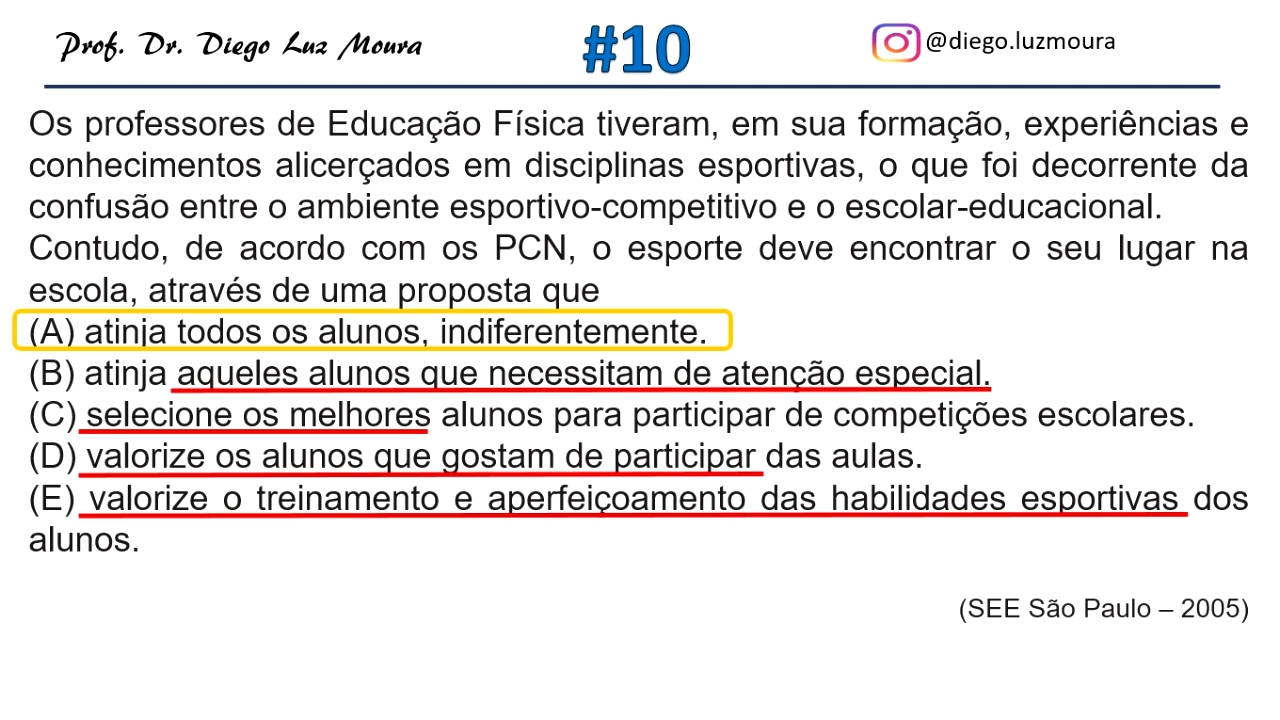 Prof. Dr. Diego Luz Moura
#10
@diego.luzmoura
Os professores de Educação Física tiveram, em sua formação, experiências e
conhecimentos alicerçados em disciplinas esportivas, o que foi decorrente da
confusão entre o ambiente esportivo-competitivo e o escolar-educacional.
Contudo, de acordo com os PCN, o esporte deve encontrar o seu lugar na
escola, através de uma proposta que
(A) atinja todos os alunos, indiferentemente.
(B) atinja aqueles alunos que necessitam de atenção especial.
(C) selecione os melhores alunos para participar de competições escolares.
(D) valorize os alunos que gostam de participar das aulas.
(E) valorize o treinamento e aperfeiçoamento das habilidades esportivas dos
alunos.
(SEE São Paulo – 2005)